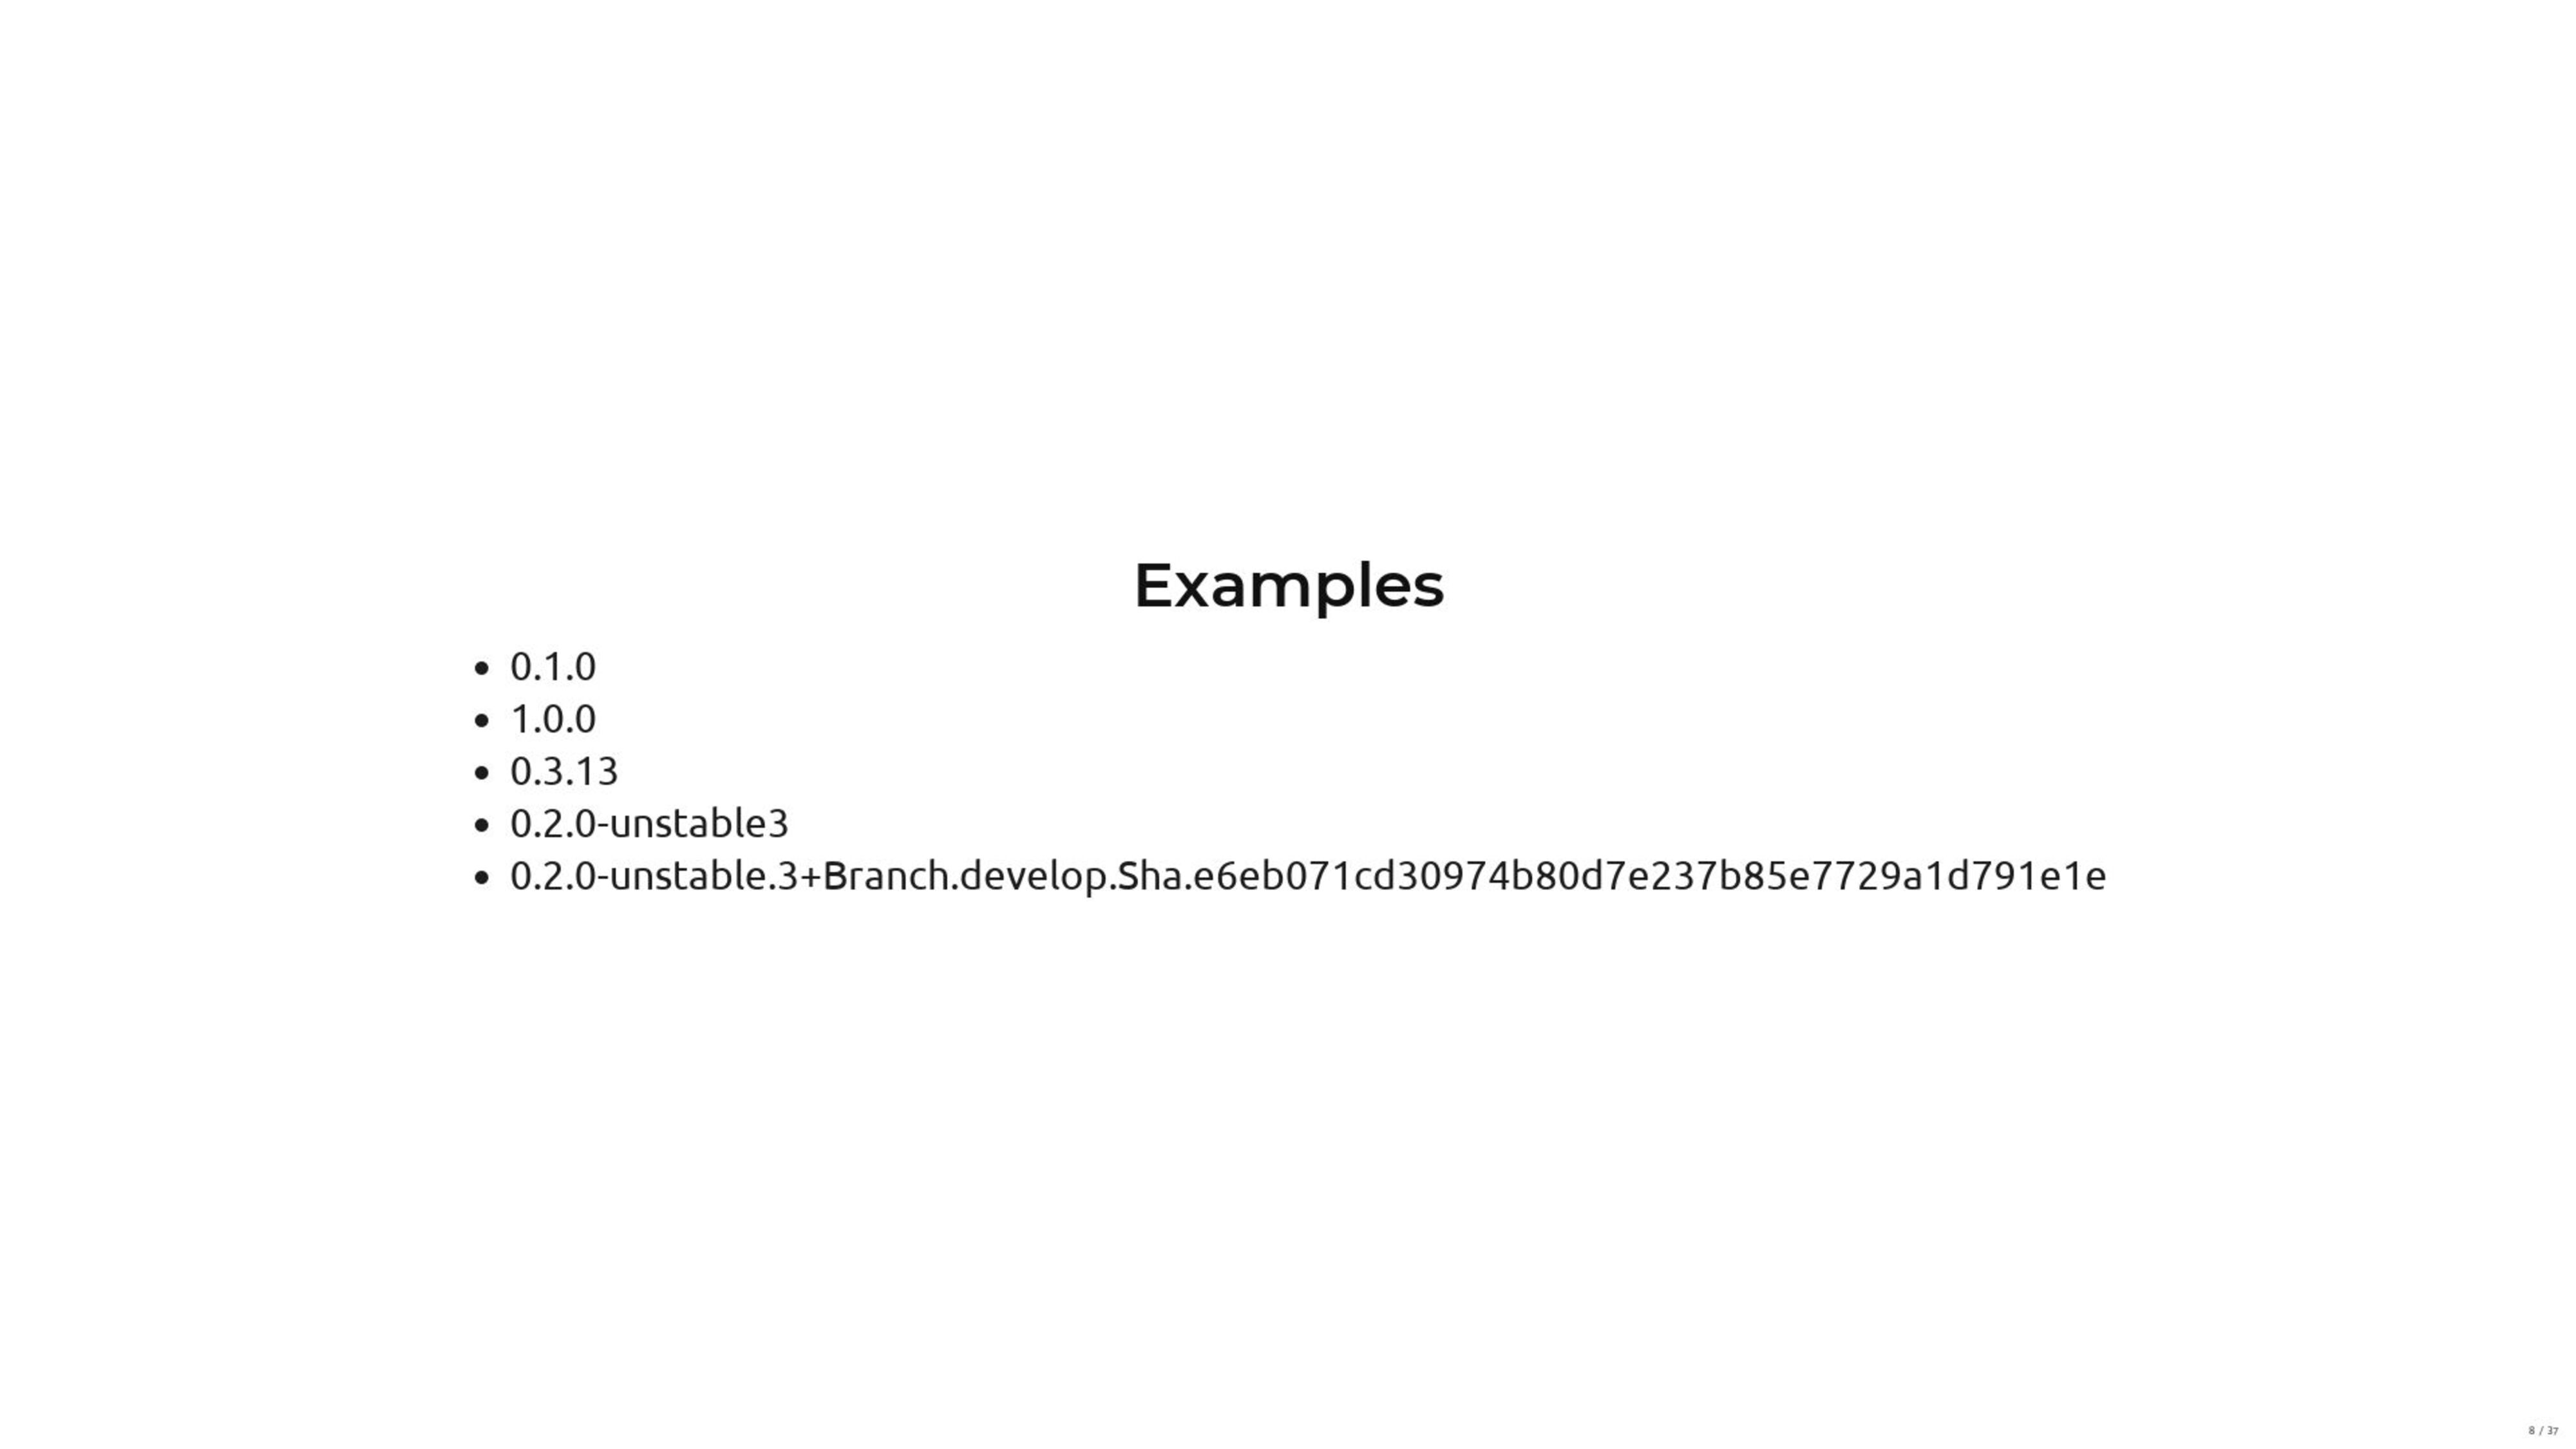 Examples
• 0.1.0
• 1.0.0
• 0.3.13
• 0.2.0-unstable3
• 0.2.0-unstable.3+Branch.develop.Sha.e6eb071cd30974b80d7e237b85e7729a1d791e1e
8 / 37